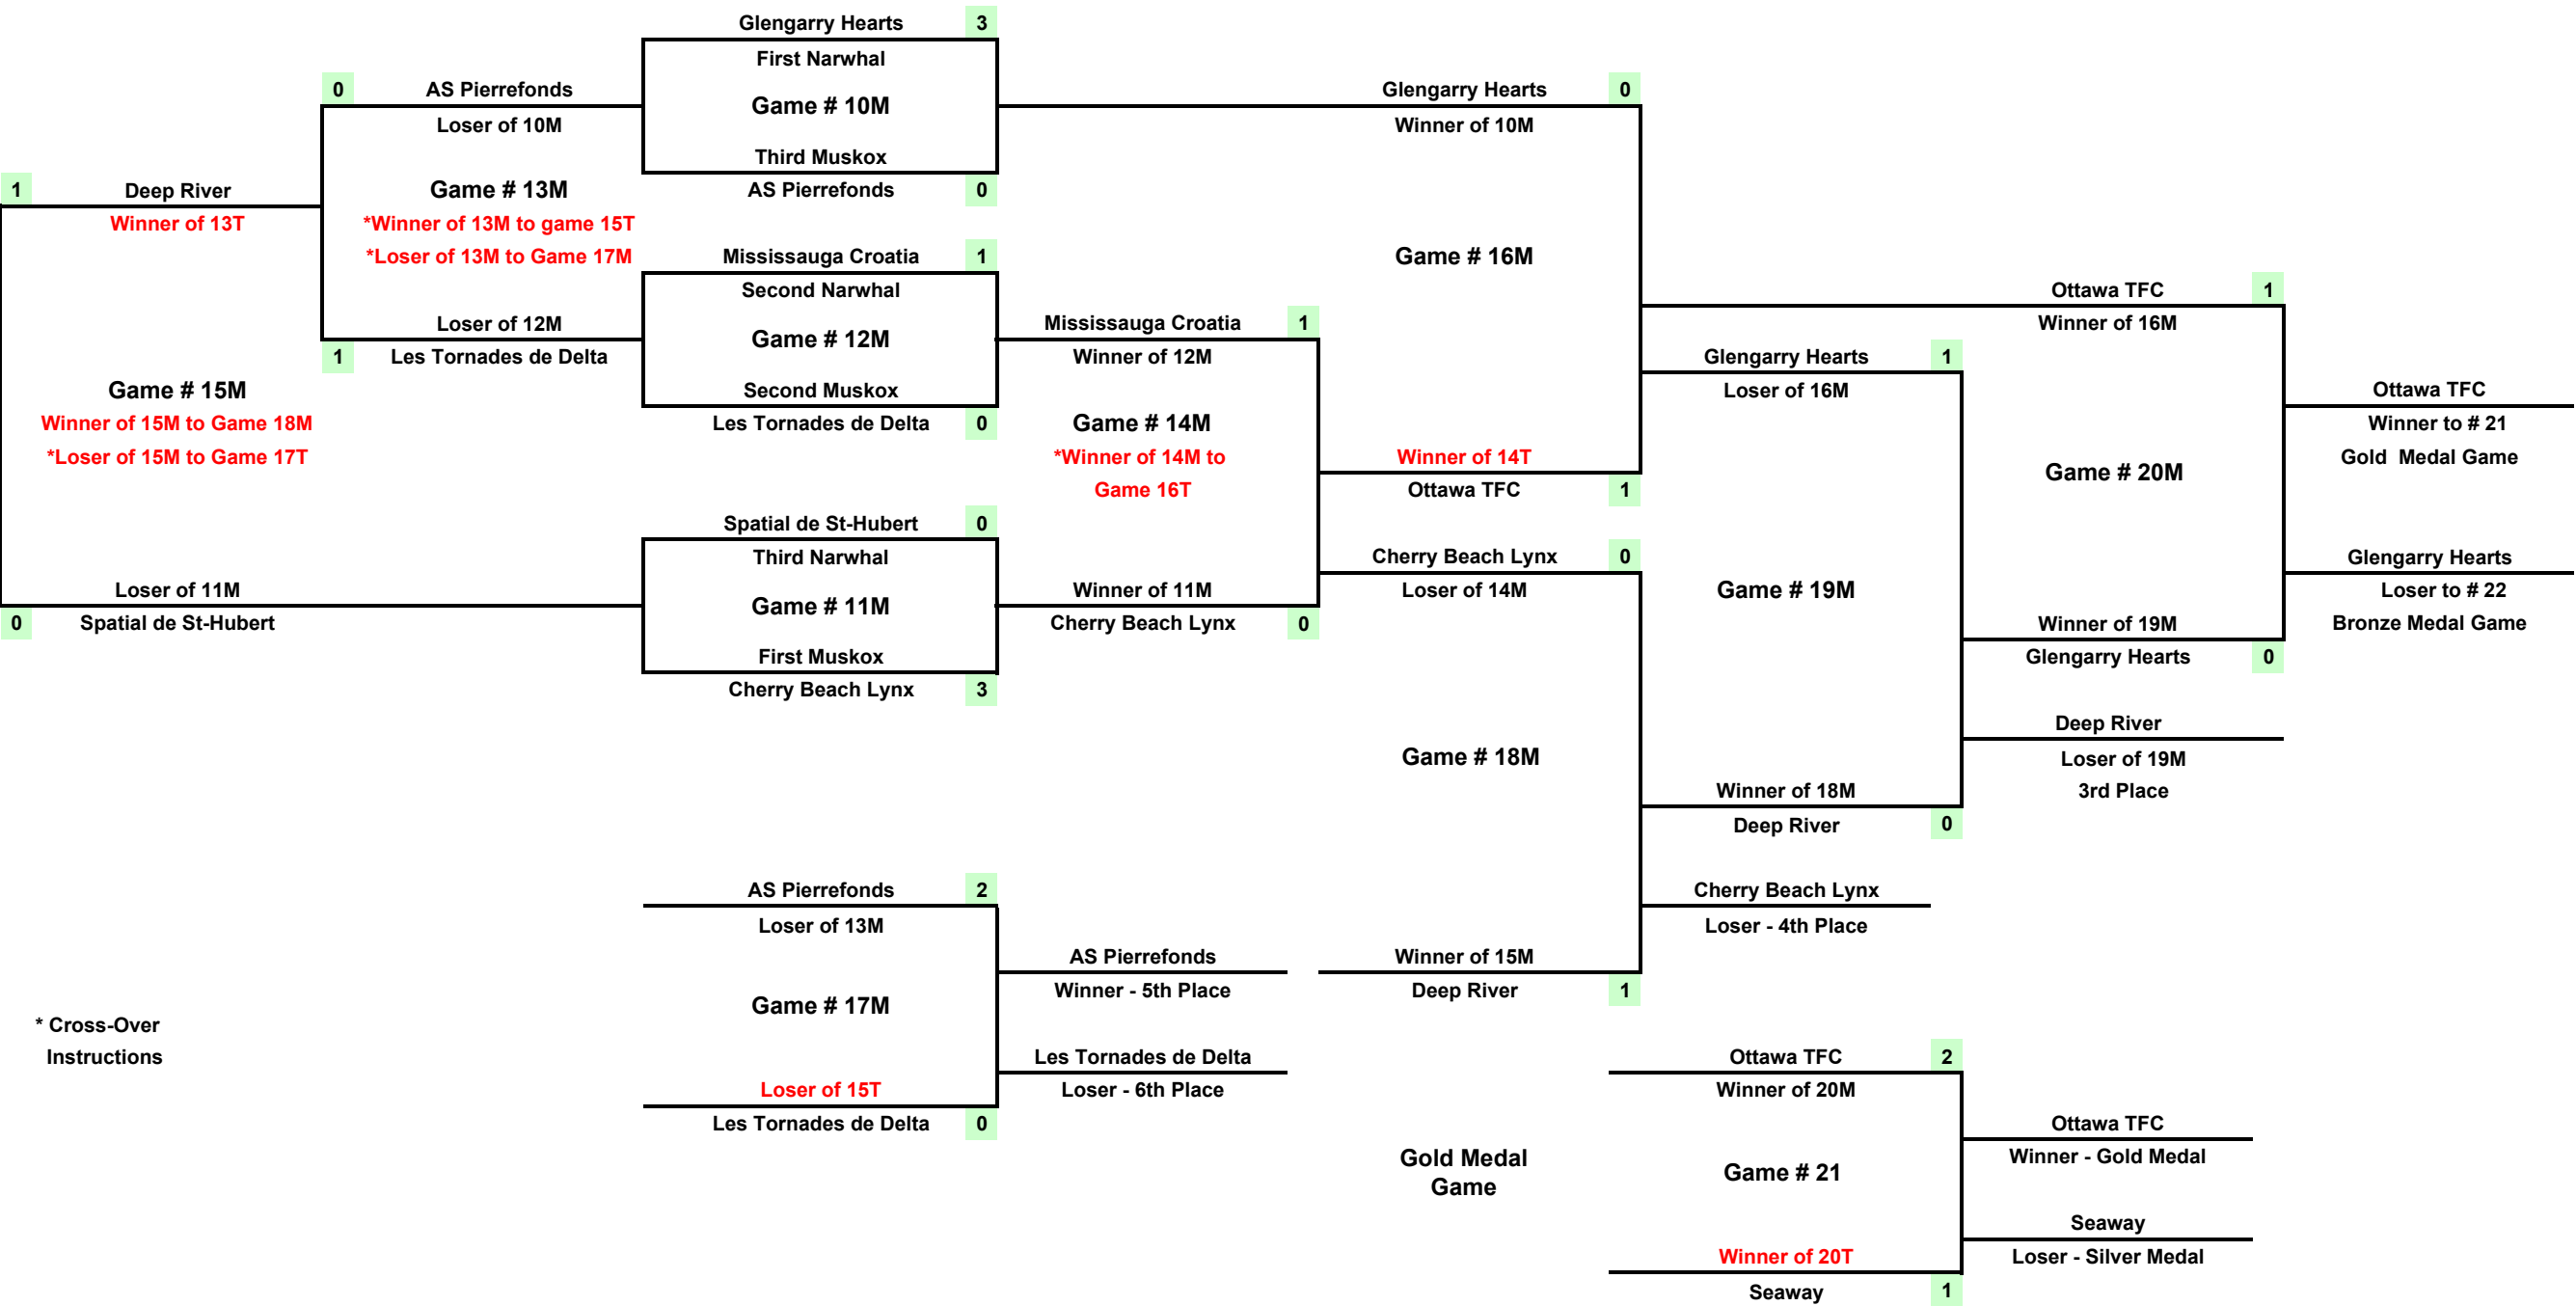 Glengarry Hearts 3
First Narwhal
Game # 10M
Third Muskox
AS Pierrefonds 0
0 AS Pierrefonds
Loser of 10M
Game # 13M
*Winner of 13M to game 15T
*Loser of 13M to Game 17M
Loser of 12M
1 Les Tornades de Delta
1 Deep River
Winner of 13T
Game # 15M
Winner of 15M to Game 18M
*Loser of 15M to Game 17T
Loser of 11M
0 Spatial de St-Hubert
Mississauga Croatia 1
Second Narwhal
Game # 12M
Second Muskox
Les Tornades de Delta 0
Spatial de St-Hubert 0
Third Narwhal
Game # 11M
First Muskox
Cherry Beach Lynx 3
Mississauga Croatia 1
Winner of 12M
Game # 14M
*Winner of 14M to
Game 16T
Winner of 11M
Cherry Beach Lynx 0
Glengarry Hearts 0
Winner of 10M
Game # 16M
Winner of 14T
Ottawa TFC 1
Cherry Beach Lynx 0
Loser of 14M
Game # 18M
Winner of 15M
Deep River 1
Glengarry Hearts 1
Loser of 16M
Game # 19M
Winner of 18M
Deep River 0
Cherry Beach Lynx
Loser - 4th Place
Ottawa TFC 1
Winner of 16M
Game # 20M
Winner of 19M
Glengarry Hearts 0
Deep River
Loser of 19M
3rd Place
Ottawa TFC
Winner to # 21
Gold Medal Game
Glengarry Hearts
Loser to # 22
Bronze Medal Game
AS Pierrefonds 2
Loser of 13M
Game # 17M
Loser of 15T
Les Tornades de Delta 0
AS Pierrefonds
Winner - 5th Place
Les Tornades de Delta
Loser - 6th Place
* Cross-Over
Instructions
Gold Medal
Game
Ottawa TFC 2
Winner of 20M
Game # 21
Winner of 20T
Seaway 1
Ottawa TFC
Winner - Gold Medal
Seaway
Loser - Silver Medal